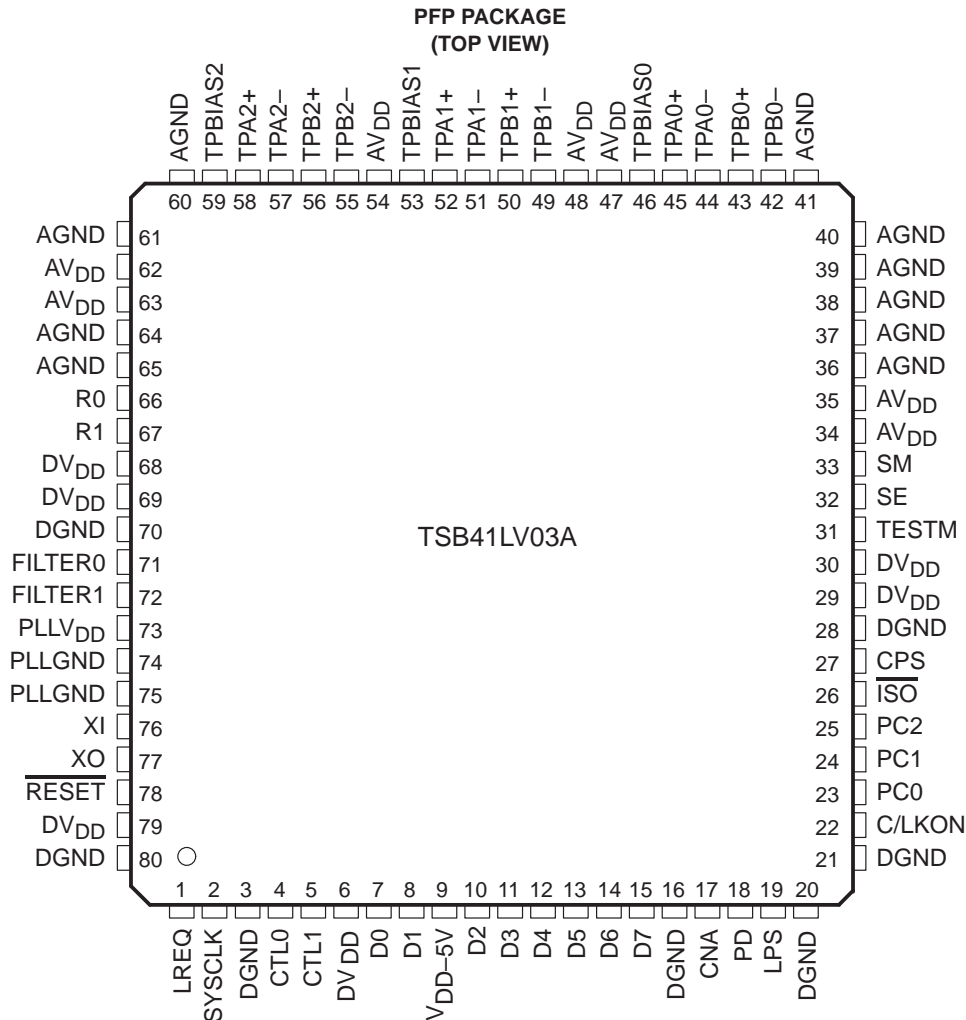 PFP PACKAGE
(TOP VIEW)
AGND
TPBIAS2
TPA2+
TPA2–
TPB2+
TPB2–
AVDD
TPBIAS1
TPA1+
TPA1–
TPB1+
TPB1–
AVDD
AVDD
TPBIAS0
TPA0+
TPA0–
TPB0+
TPB0–
AGND
60 59 58 57 56 55 54 53 52 51 50 49 48 47 46 45 44 43 42 41
AGND 61 40 AGND
AVDD 62 39 AGND
AVDD 63 38 AGND
AGND 64 37 AGND
AGND 65 36 AGND
R0 66 35 AVDD
R1 67 34 AVDD
DVDD 68 33 SM
DVDD 69 32 SE
DGND 70 TSB41LV03A 31 TESTM
FILTER0 71 30 DVDD
FILTER1 72 29 DVDD
PLLVDD 73 28 DGND
PLLGND 74 27 CPS
PLLGND 75 26 ISO
XI 76 25 PC2
XO 77 24 PC1
RESET 78 23 PC0
DVDD 79 22 C/LKON
DGND 80 21 DGND
1 2 3 4 5 6 7 8 9 10 11 12 13 14 15 16 17 18 19 20
LREQ
SYSCLK
DGND
CTL0
CTL1
DVDD
D0
D1
VDD–5V
D2
D3
D4
D5
D6
D7
DGND
CNA
PD
LPS
DGND